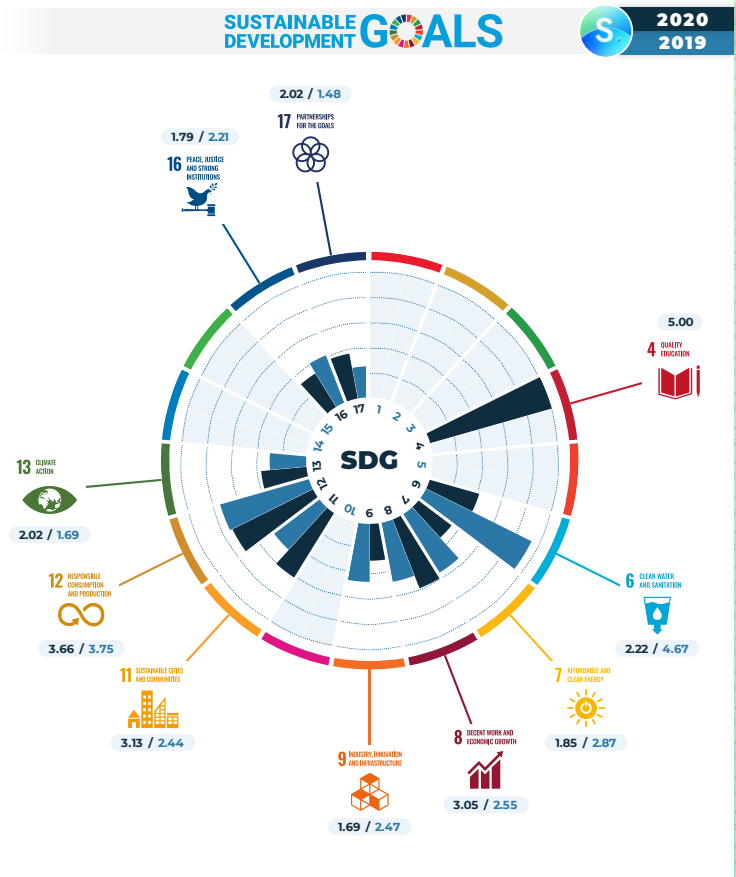 SUSTAINABLE
DEVELOPMENT
GOALS
S.
2020
2019
2.02 / 1.48
17 PARTNERSHIPS
FOR THE GOALS
1.79 / 2.21
16 PEACE, JUSTICE
AND STRONG
INSTITUTIONS
5.00
4 QUALITY
EDUCATION
SDG
1
2
3
4
5
6
7
8
9
10
11
12
13
14
15
16
17
13 CLIMATE
ACTION
2.02 / 1.69
12 RESPONSIBLE
CONSUMPTION
AND PRODUCTION
3.66 / 3.75
6 CLEAN WATER
AND SANITATION
2.22 / 4.67
11 SUSTAINABLE CITIES
AND COMMUNITIES
3.13 / 2.44
7 AFFORDABLE AND
CLEAN ENERGY
1.85 / 2.87
8 DECENT WORK AND
ECONOMIC GROWTH
3.05 / 2.55
9 INDUSTRY, INNOVATION
AND INFRASTRUCTURE
1.69 / 2.47